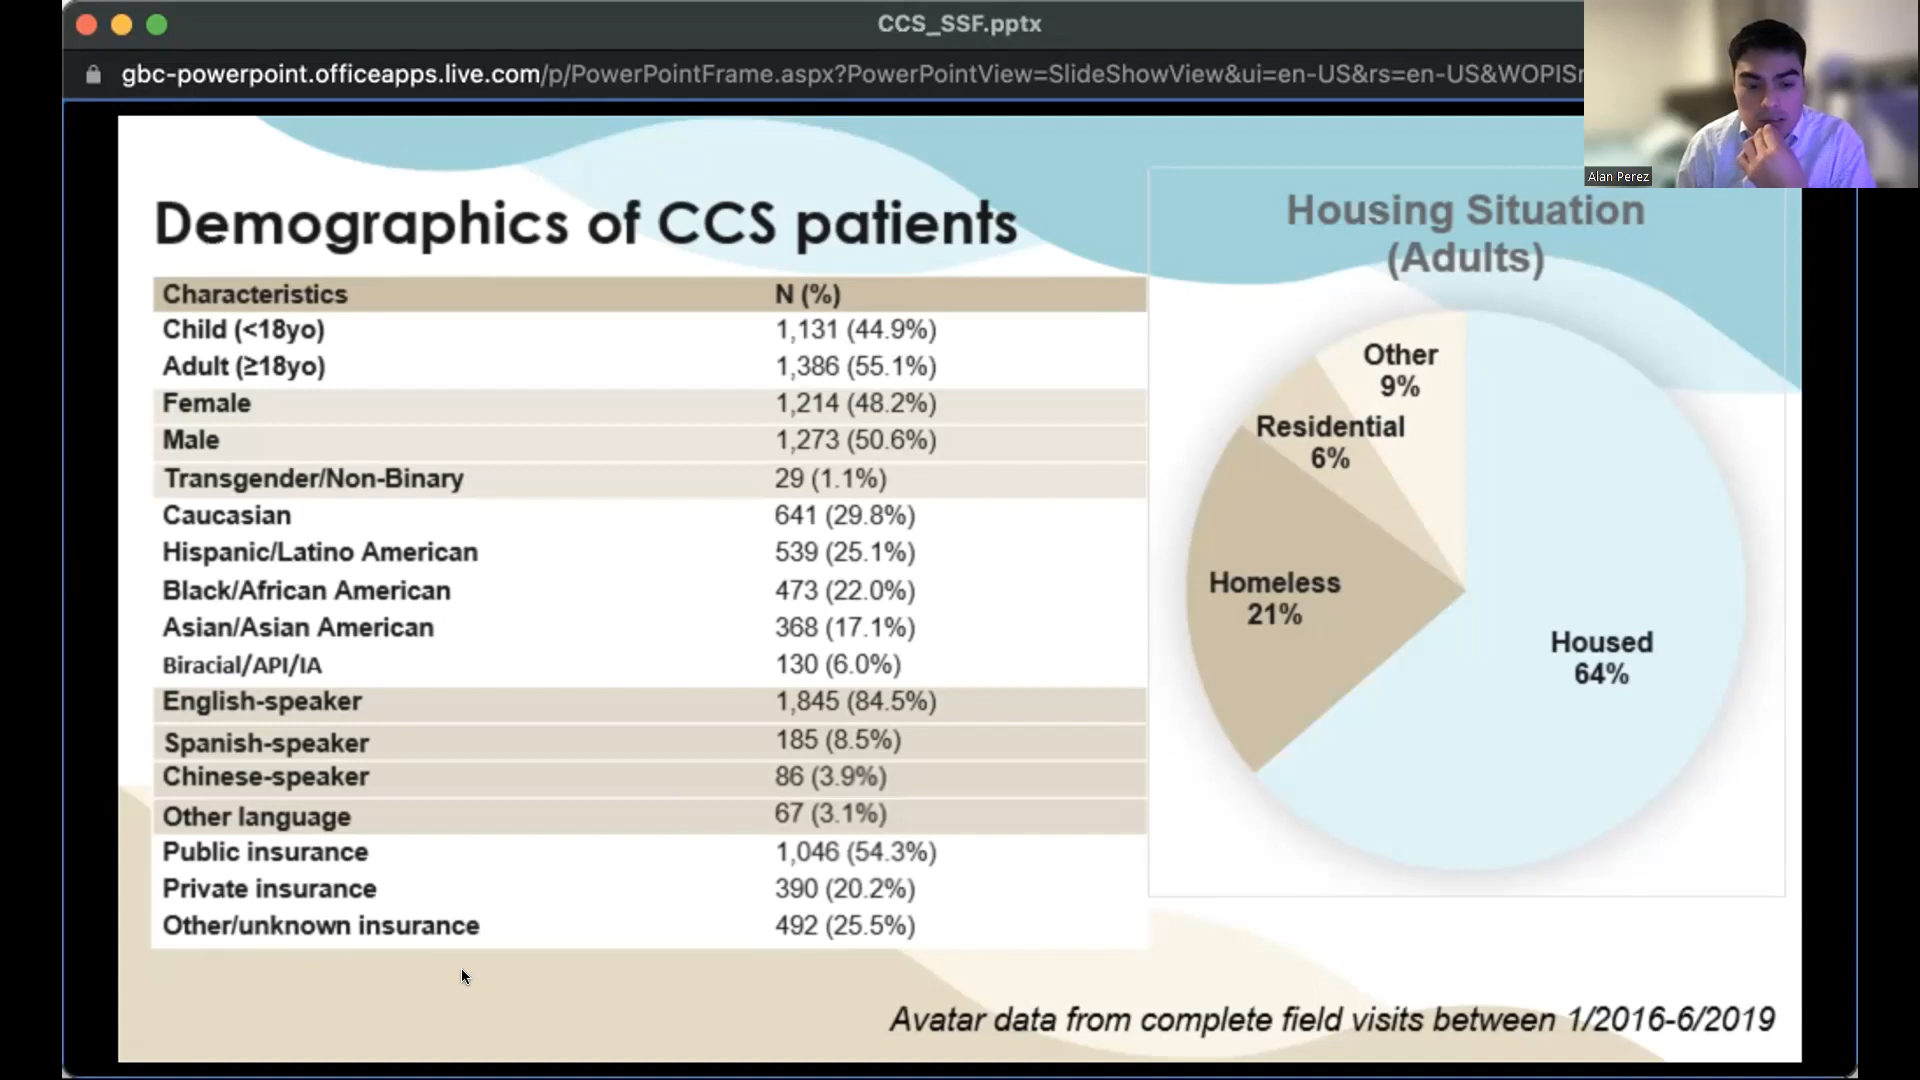 CCS_SSF.pptx
gbc-powerpoint.officeapps.live.com/p/PowerPointFrame.aspx?PowerPointView=SlideShowView&ui=en-US&rs=en-US&WOPISr
Alan Perez
Demographics of CCS patients
Characteristics N (%)
Child (<18yo) 1,131 (44.9%)
Adult (≥18yo) 1,386 (55.1%)
Female 1,214 (48.2%)
Male 1,273 (50.6%)
Transgender/Non-Binary 29 (1.1%)
Caucasian 641 (29.8%)
Hispanic/Latino American 539 (25.1%)
Black/African American 473 (22.0%)
Asian/Asian American 368 (17.1%)
Biracial/API/IA 130 (6.0%)
English-speaker 1,845 (84.5%)
Spanish-speaker 185 (8.5%)
Chinese-speaker 86 (3.9%)
Other language 67 (3.1%)
Public insurance 1,046 (54.3%)
Private insurance 390 (20.2%)
Other/unknown insurance 492 (25.5%)
Housing Situation
(Adults)
Other
9%
Residential
6%
Homeless
21%
Housed
64%
Avatar data from complete field visits between 1/2016-6/2019